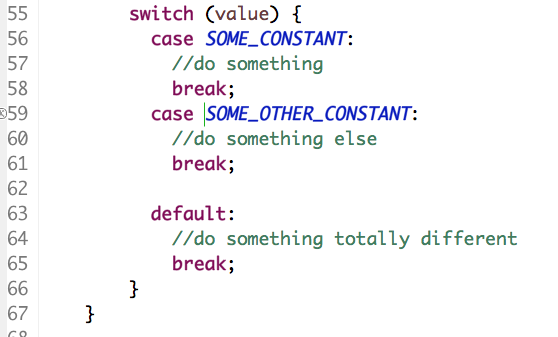 55 switch (value) {
56 case SOME_CONSTANT:
57 //do something
58 break;
59 case SOME_OTHER_CONSTANT:
60 //do something else
61 break;
62
63 default:
64 //do something totally different
65 break;
66 }
67 }